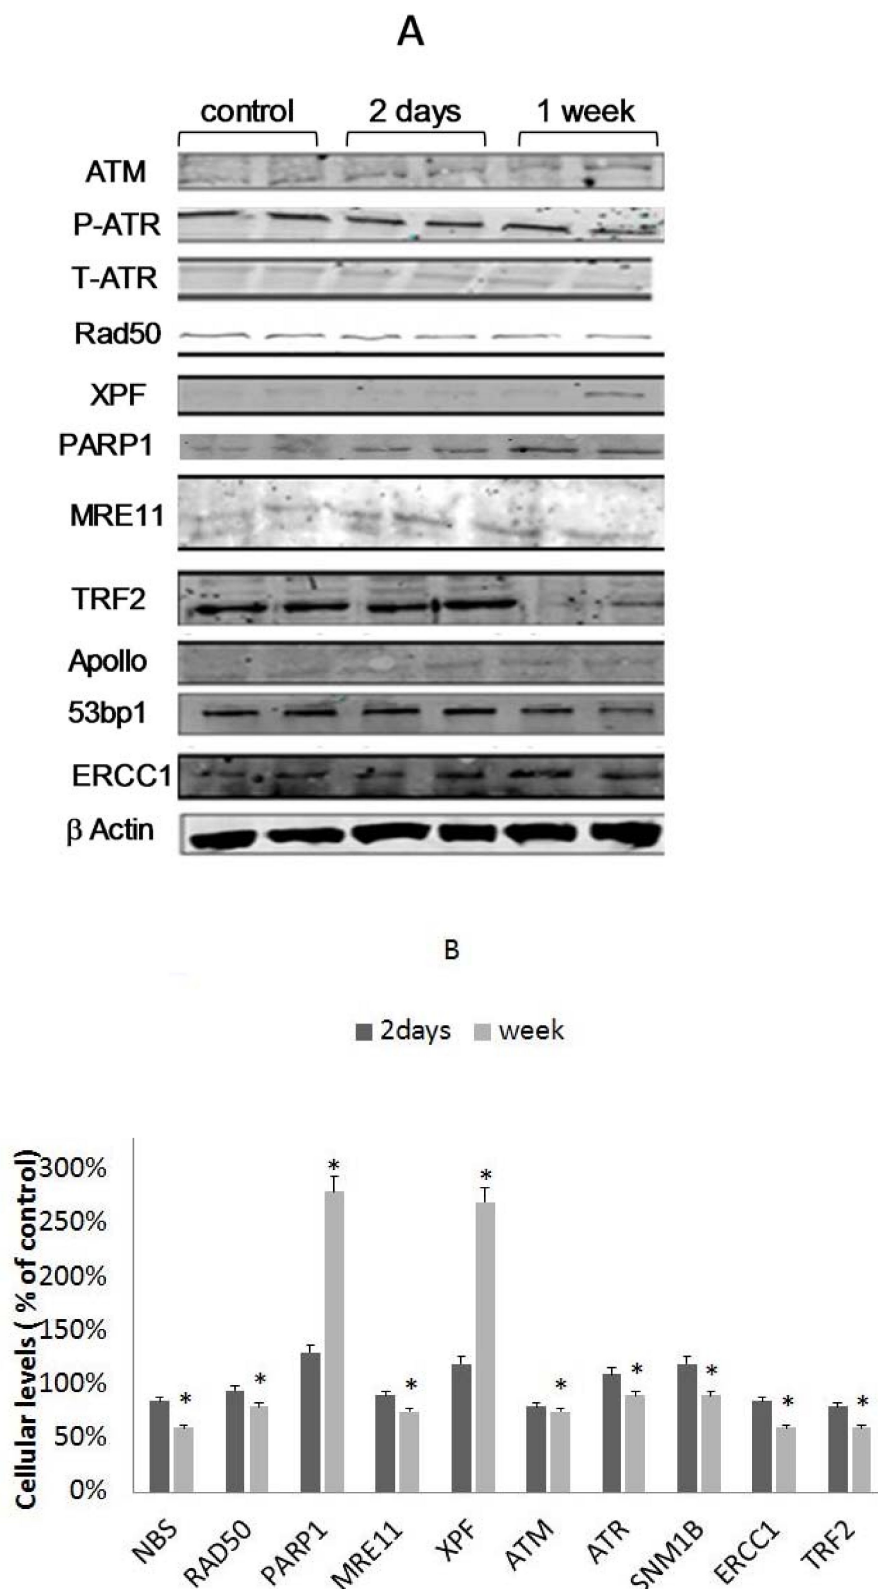 A
control 2 days 1 week
ATM
P-ATR
T-ATR
Rad50
XPF
PARP1
MRE11
TRF2
Apollo
53bp1
ERCC1
β Actin
B
2days week
Cellular levels ( % of control)
300%
250%
200%
150%
100%
50%
0%
* * * * * * * * * *
NBS RAD50 PARP1 MRE11 XPF ATM ATR SNM1B ERCC1 TRF2